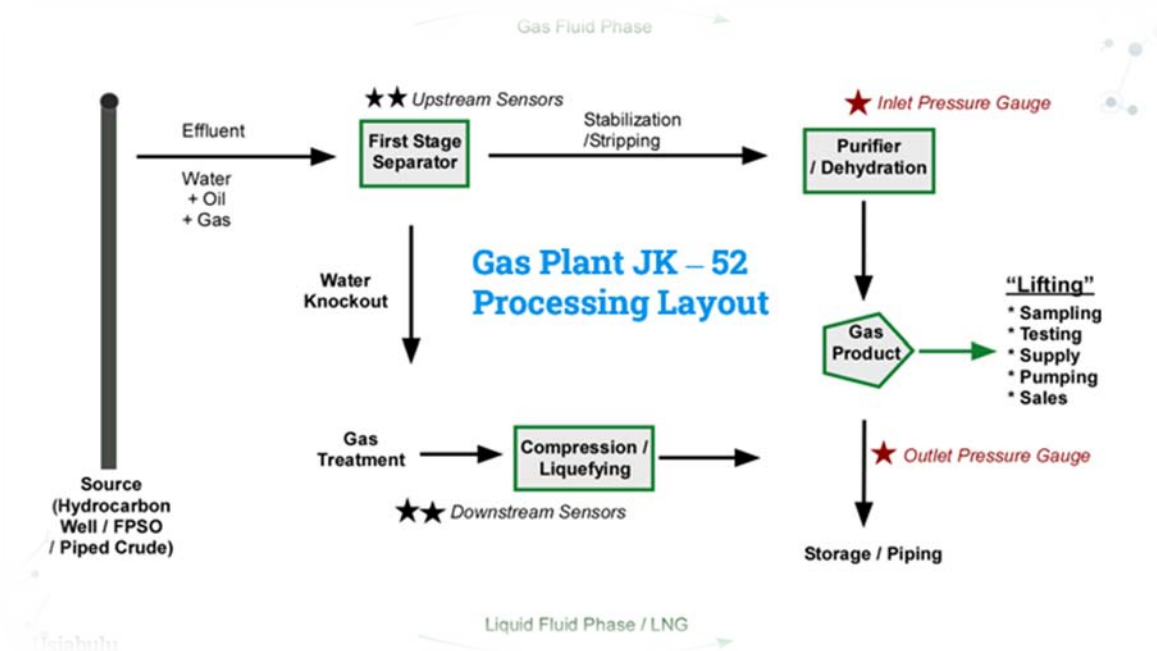 Gas Fluid Phase
★★ Upstream Sensors
★ Inlet Pressure Gauge
Effluent
Water
+ Oil
+ Gas
First Stage
Separator
Stabilization
/Stripping
Purifier
/ Dehydration
Water
Knockout
Gas Plant JK – 52
Processing Layout
Gas
Product
“Lifting”
* Sampling
* Testing
* Supply
* Pumping
* Sales
Gas
Treatment
Compression /
Liquefying
★ Outlet Pressure Gauge
★★ Downstream Sensors
Source
(Hydrocarbon
Well / FPSO
/ Piped Crude)
Storage / Piping
Liquid Fluid Phase / LNG